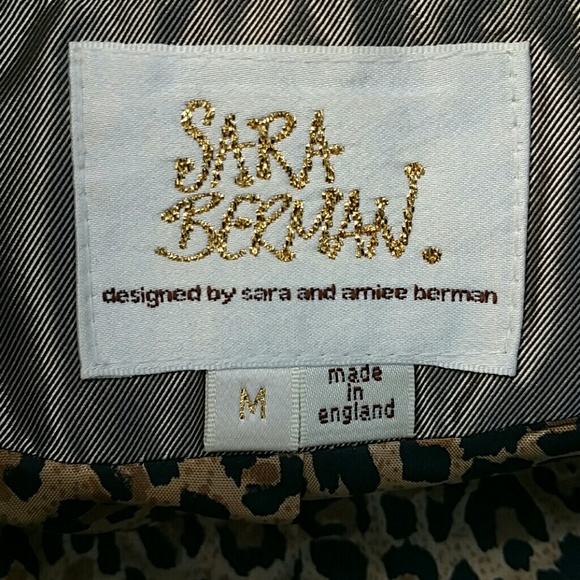 SARA
BERMAN.
designed by sara and amiee berman
M
made
in
england